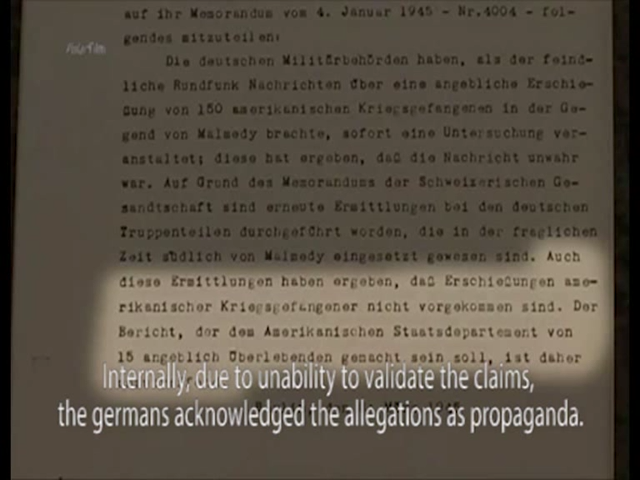 auf ihr Memorandum vom 4. Januar 1945 - Nr.4004 - fol-
gendes mitzuteilen:
Polarfilm
Die deutschen Militärbehörden haben, als der feind-
liche Rundfunk Nachrichten über eine angebliche Erschie-
ßung von 150 amerikanischen Kriegsgefangenen in der Ge-
gend von Malmedy brachte, sofort eine Untersuchung ver-
anstaltet; diese hat ergeben, daß die Nachricht unwahr
war. Auf Grund des Memorandums der Schweizerischen Ge-
sandtschaft sind erneute Ermittlungen bei den deutschen
Truppenteilen durchgeführt worden, die in der fraglichen
Zeit südlich von Malmedy eingesetzt gewesen sind. Auch
diese Ermittlungen haben ergeben, daß Erschießungen ame-
rikanischer Kriegsgefangener nicht vorgekommen sind. Der
Bericht, der dem Amerikanischen Staatsdepartement von
15 angeblich Überlebenden gemacht sein soll, ist daher
Internally, due to unability to validate the claims,
the germans acknowledged the allegations as propaganda.